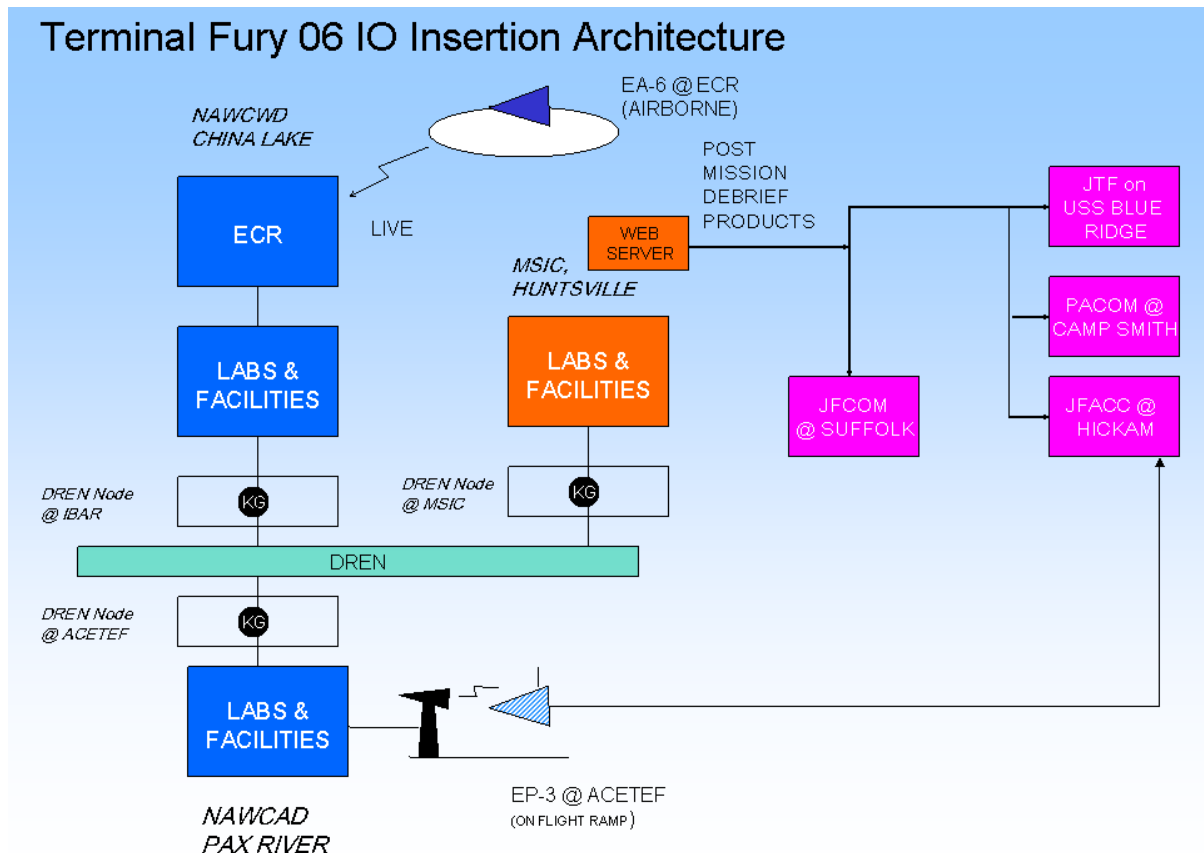 Terminal Fury 06 IO Insertion Architecture
EA-6 @ ECR
(AIRBORNE)
NAWCWD
CHINA LAKE
POST
MISSION
DEBRIEF
PRODUCTS
JTF on
USS BLUE
RIDGE
ECR
LIVE
WEB
SERVER
MSIC,
HUNTSVILLE
PACOM @
CAMP SMITH
LABS &
FACILITIES
LABS &
FACILITIES
JFCOM
@ SUFFOLK
JFACC @
HICKAM
DREN Node
@ IBAR
KG
DREN Node
@ MSIC
KG
DREN
DREN Node
@ ACETEF
KG
LABS &
FACILITIES
EP-3 @ ACETEF
(ON FLIGHT RAMP)
NAWCAD
PAX RIVER